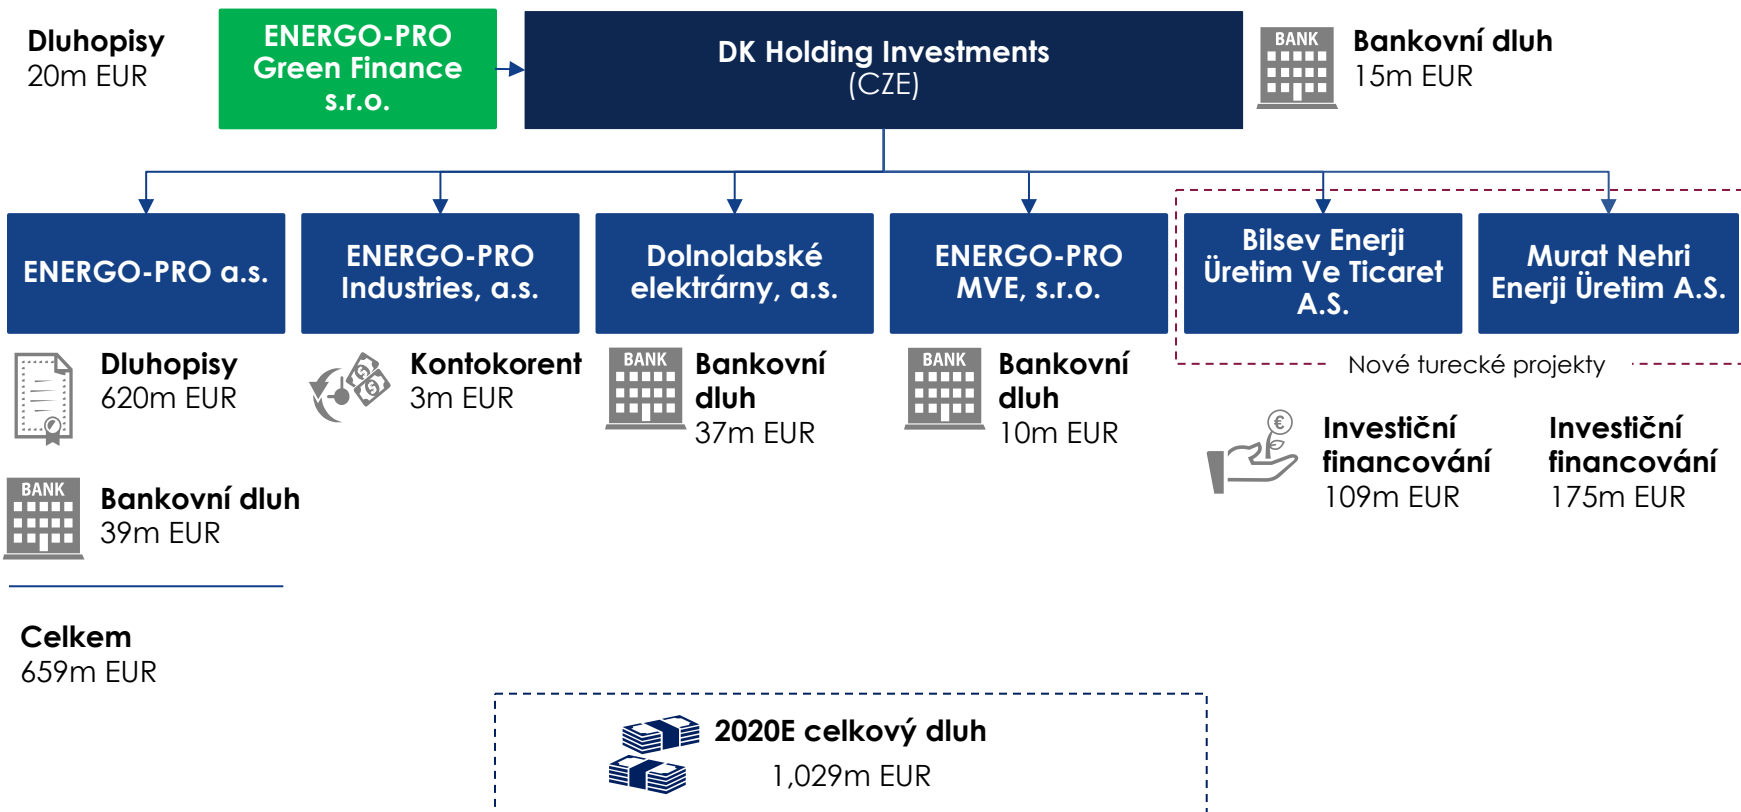 Dluhopisy
20m EUR
ENERGO-PRO
Green Finance
s.r.o.
DK Holding Investments
(CZE)
BANK
Bankovní dluh
15m EUR
ENERGO-PRO a.s.
ENERGO-PRO
Industries, a.s.
Dolnolabské
elektrárny, a.s.
ENERGO-PRO
MVE, s.r.o.
Bilsev Enerji
Üretim Ve Ticaret
A.S.
Murat Nehri
Enerji Üretim A.S.
Nové turecké projekty
Dluhopisy
620m EUR
Kontokorent
3m EUR
BANK
Bankovní
dluh
37m EUR
BANK
Bankovní
dluh
10m EUR
€
Investiční
financování
109m EUR
Investiční
financování
175m EUR
BANK
Bankovní dluh
39m EUR
Celkem
659m EUR
2020E celkový dluh
1,029m EUR